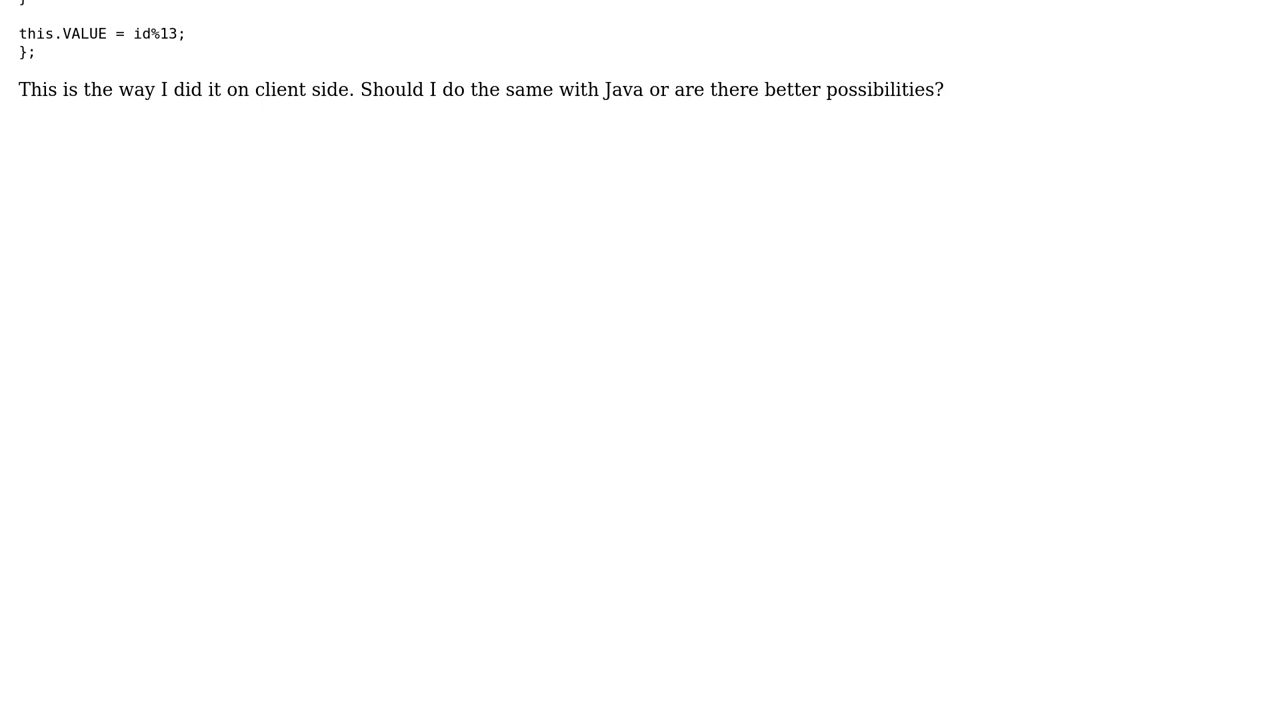 }
this.VALUE = id%13;
};
This is the way I did it on client side. Should I do the same with Java or are there better possibilities?